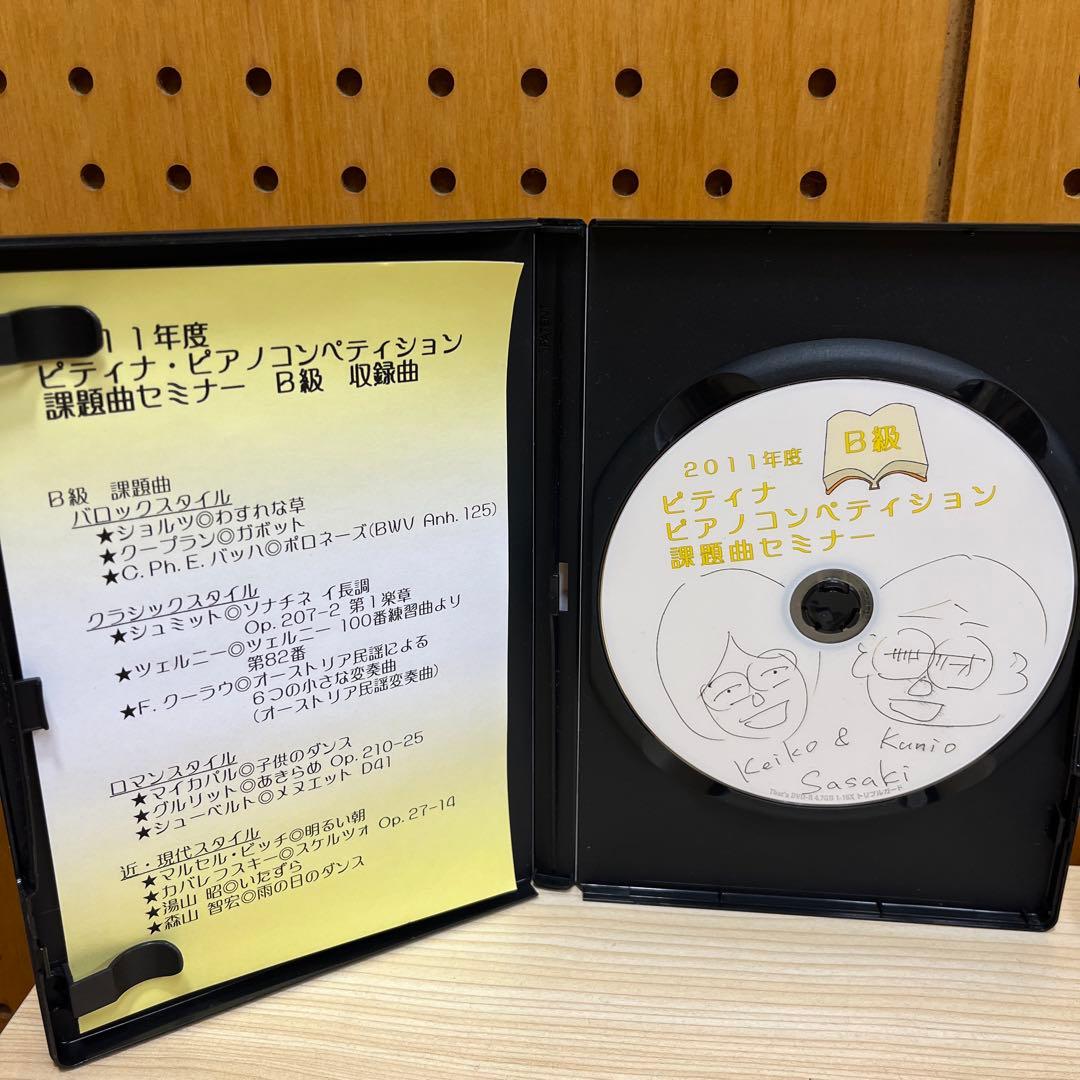 011年度
ピティナ・ピアノコンペティション
課題曲セミナー B級 収録曲
B級 課題曲
バロックスタイル
★ショルツ◎わすれな草
★クープラン◎ガボット
★C.Ph.E.バッハ◎ポロネーズ(BWV Anh.125)
クラシックスタイル
★シュミット◎ソナチネ イ長調
Op.207-2 第1楽章
★ツェルニー◎ツェルニー 100番練習曲より
第82番
★F.クーラウ◎オーストリア民謡による
6つの小さな変奏曲
(オーストリア民謡変奏曲)
ロマンスタイル
★マイカパル◎子供のダンス
★グルリット◎あきらめ Op.210-25
★シューベルト◎メヌエット D41
近・現代スタイル
★マルセル・ビッチ◎明るい朝
★カバレフスキー◎スケルツォ Op.27-14
★湯山 昭◎いたずら
★森山 智宏◎雨の日のダンス
B級
2011年度
ピティナ
ピアノコンペティション
課題曲セミナー
Keiko & Kunio
Sasaki
That's DVD-R 4.7GB 1-16X トリプルガード